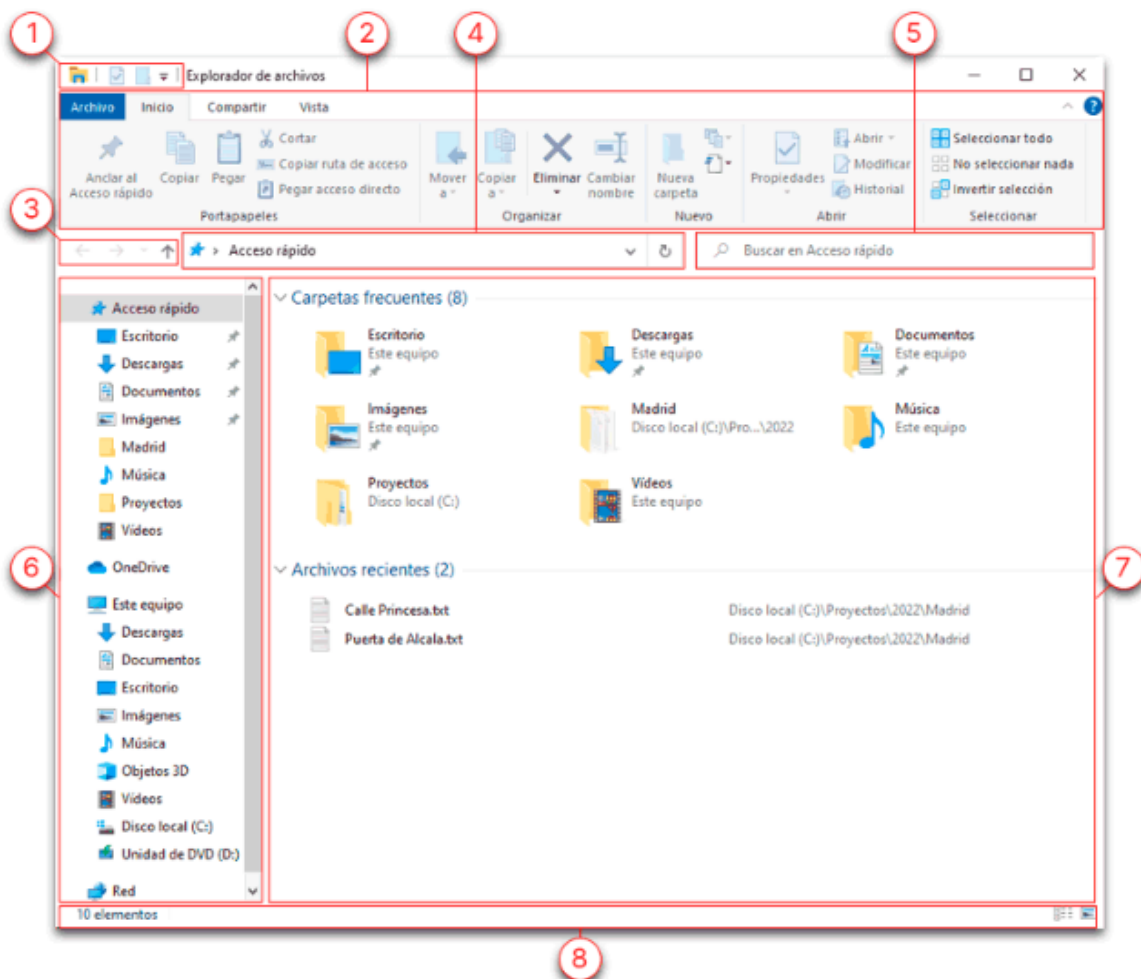 1
2
4
5
Explorador de archivos
Archivo Inicio Compartir Vista
Anclar al
Acceso rápido
Copiar
Pegar
Cortar
Copiar ruta de acceso
Pegar acceso directo
Portapapeles
Mover
a
Copiar
a
Eliminar
Cambiar
nombre
Organizar
Nueva
carpeta
Nuevo
Propiedades
Abrir
Modificar
Historial
Abrir
Seleccionar todo
No seleccionar nada
Invertir selección
Seleccionar
3
Acceso rápido
Buscar en Acceso rápido
Acceso rápido
Escritorio
Descargas
Documentos
Imágenes
Madrid
Música
Proyectos
Vídeos
OneDrive
Este equipo
Descargas
Documentos
Escritorio
Imágenes
Música
Objetos 3D
Vídeos
Disco local (C:)
Unidad de DVD (D:)
Red
6
Carpetas frecuentes (8)
Escritorio
Este equipo
Descargas
Este equipo
Documentos
Este equipo
Imágenes
Este equipo
Madrid
Disco local (C:)\Pro...\2022
Música
Este equipo
Proyectos
Disco local (C:)
Vídeos
Este equipo
Archivos recientes (2)
Calle Princesa.txt Disco local (C:)\Proyectos\2022\Madrid
Puerta de Alcala.txt Disco local (C:)\Proyectos\2022\Madrid
7
10 elementos
8